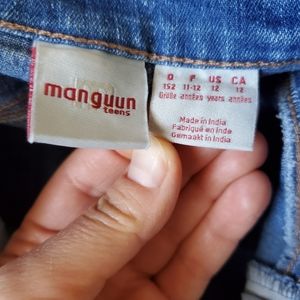 manguun
teens
D F US CA
152 11-12 12 12
Größe années years années
Made in India
Fabriqué en Inde
Gemaakt in India